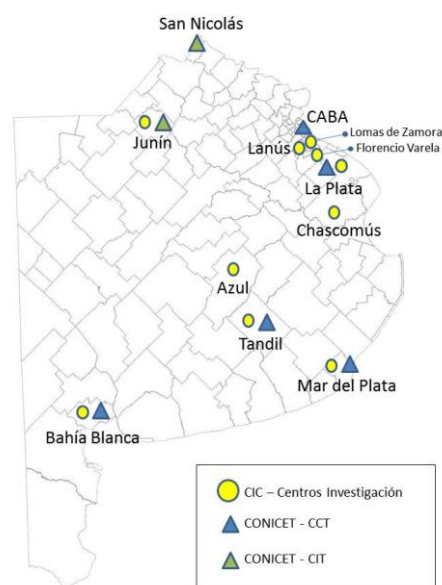 San Nicolás
CABA
Lomas de Zamora
Lanús
Florencio Varela
Junín
La Plata
Chascomús
Azul
Tandil
Mar del Plata
Bahía Blanca
CIC – Centros Investigación
CONICET - CCT
CONICET - CIT